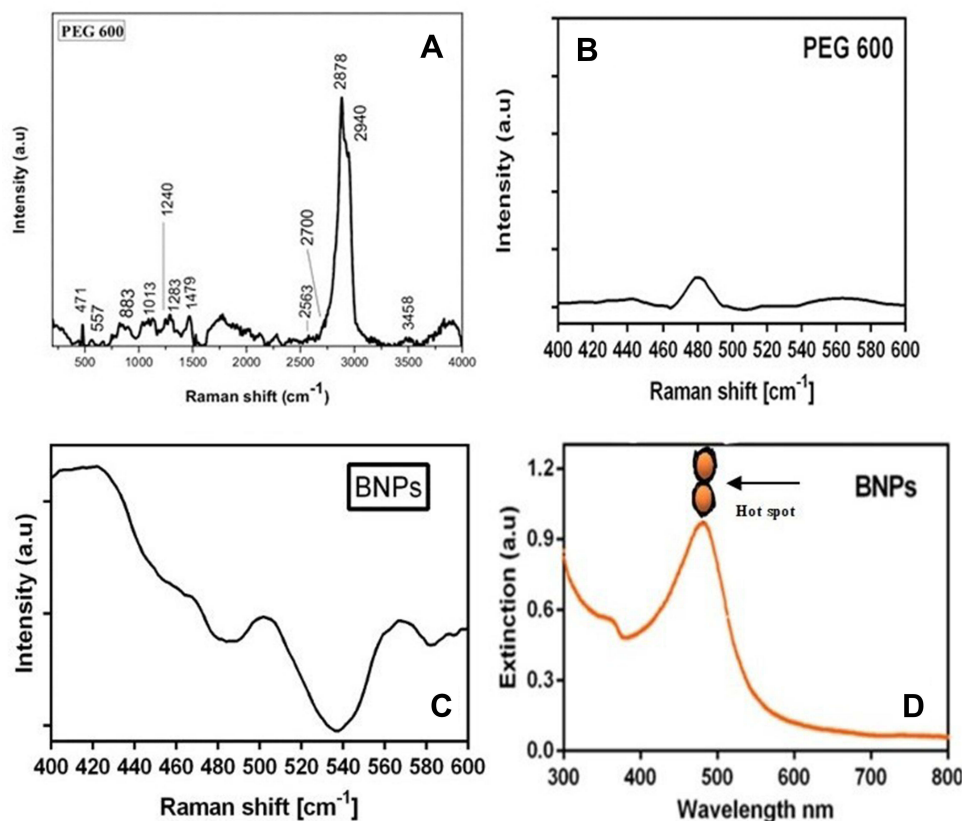 PEG 600
A
2878
2940
1240
2700
471
557
883
1013
1283
1479
2563
3458
Intensity (a.u)
500 1000 1500 2000 2500 3000 3500 4000
Raman shift (cm⁻¹)
B
PEG 600
Intensity (a.u)
400 420 440 460 480 500 520 540 560 580 600
Raman shift [cm⁻¹]
BNPs
Intensity (a.u)
C
400 420 440 460 480 500 520 540 560 580 600
Raman shift [cm⁻¹]
1.2
0.9
0.6
0.3
0.0
Extinction (a.u)
BNPs
Hot spot
D
300 400 500 600 700 800
Wavelength nm